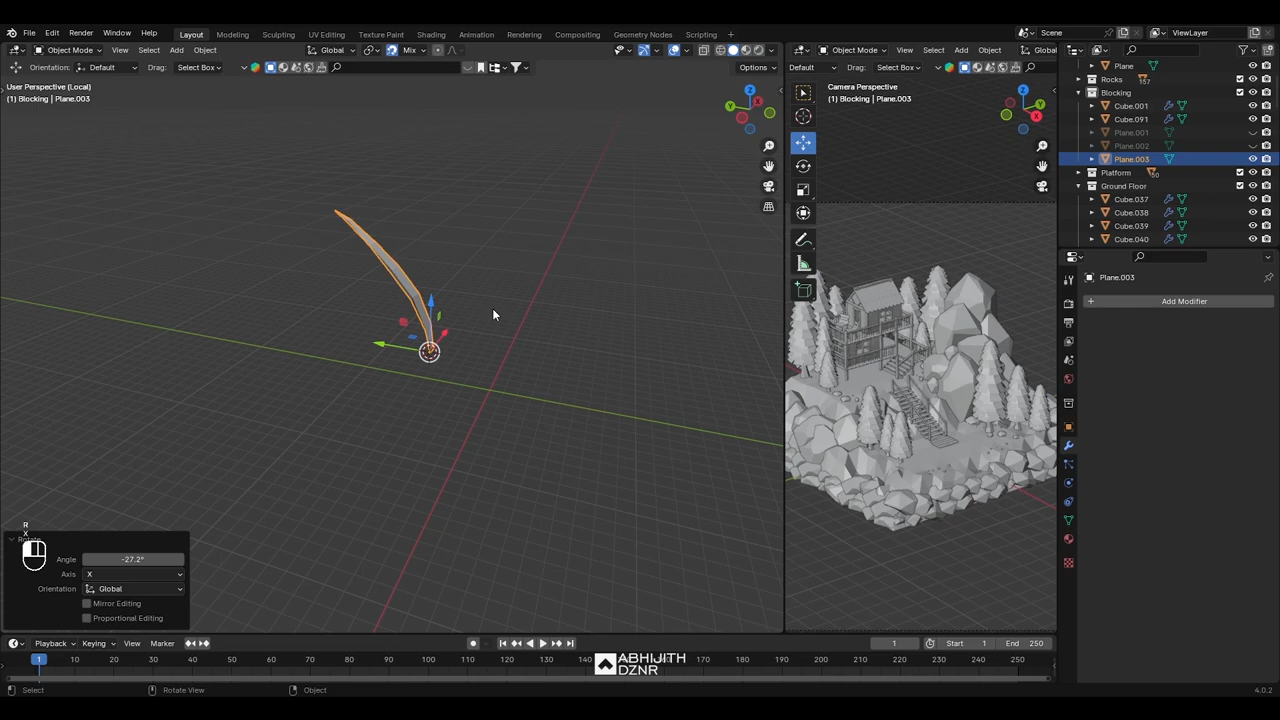 File Edit Render Window Help Layout Modeling Sculpting UV Editing Texture Paint Shading Animation Rendering Compositing Geometry Nodes Scripting + Scene ViewLayer
Object Mode View Select Add Object Global Mix Object Mode View Select Add Object Global
Orientation: Default Drag: Select Box Options Default Drag: Select Box
User Perspective (Local)
(1) Blocking | Plane.003
Camera Perspective
(1) Blocking | Plane.003
Z
Y
X
Z
Y
X
Plane
Rocks 157
Blocking
Cube.001
Cube.091
Plane.001
Plane.002
Plane.003
Platform 50
Ground Floor
Cube.037
Cube.038
Cube.039
Cube.040
Plane.003
+ Add Modifier
R
X
Rotate
Angle -27.2°
Axis X
Orientation Global
Mirror Editing
Proportional Editing
Playback Keying View Marker 1 Start 1 End 250
1 10 20 30 40 50 60 70 80 90 100 110 120 130 140 150 160 170 180 190 200 210 220 230 240 250
ABHIJITH
DZNR
Select Rotate View Object 4.0.2